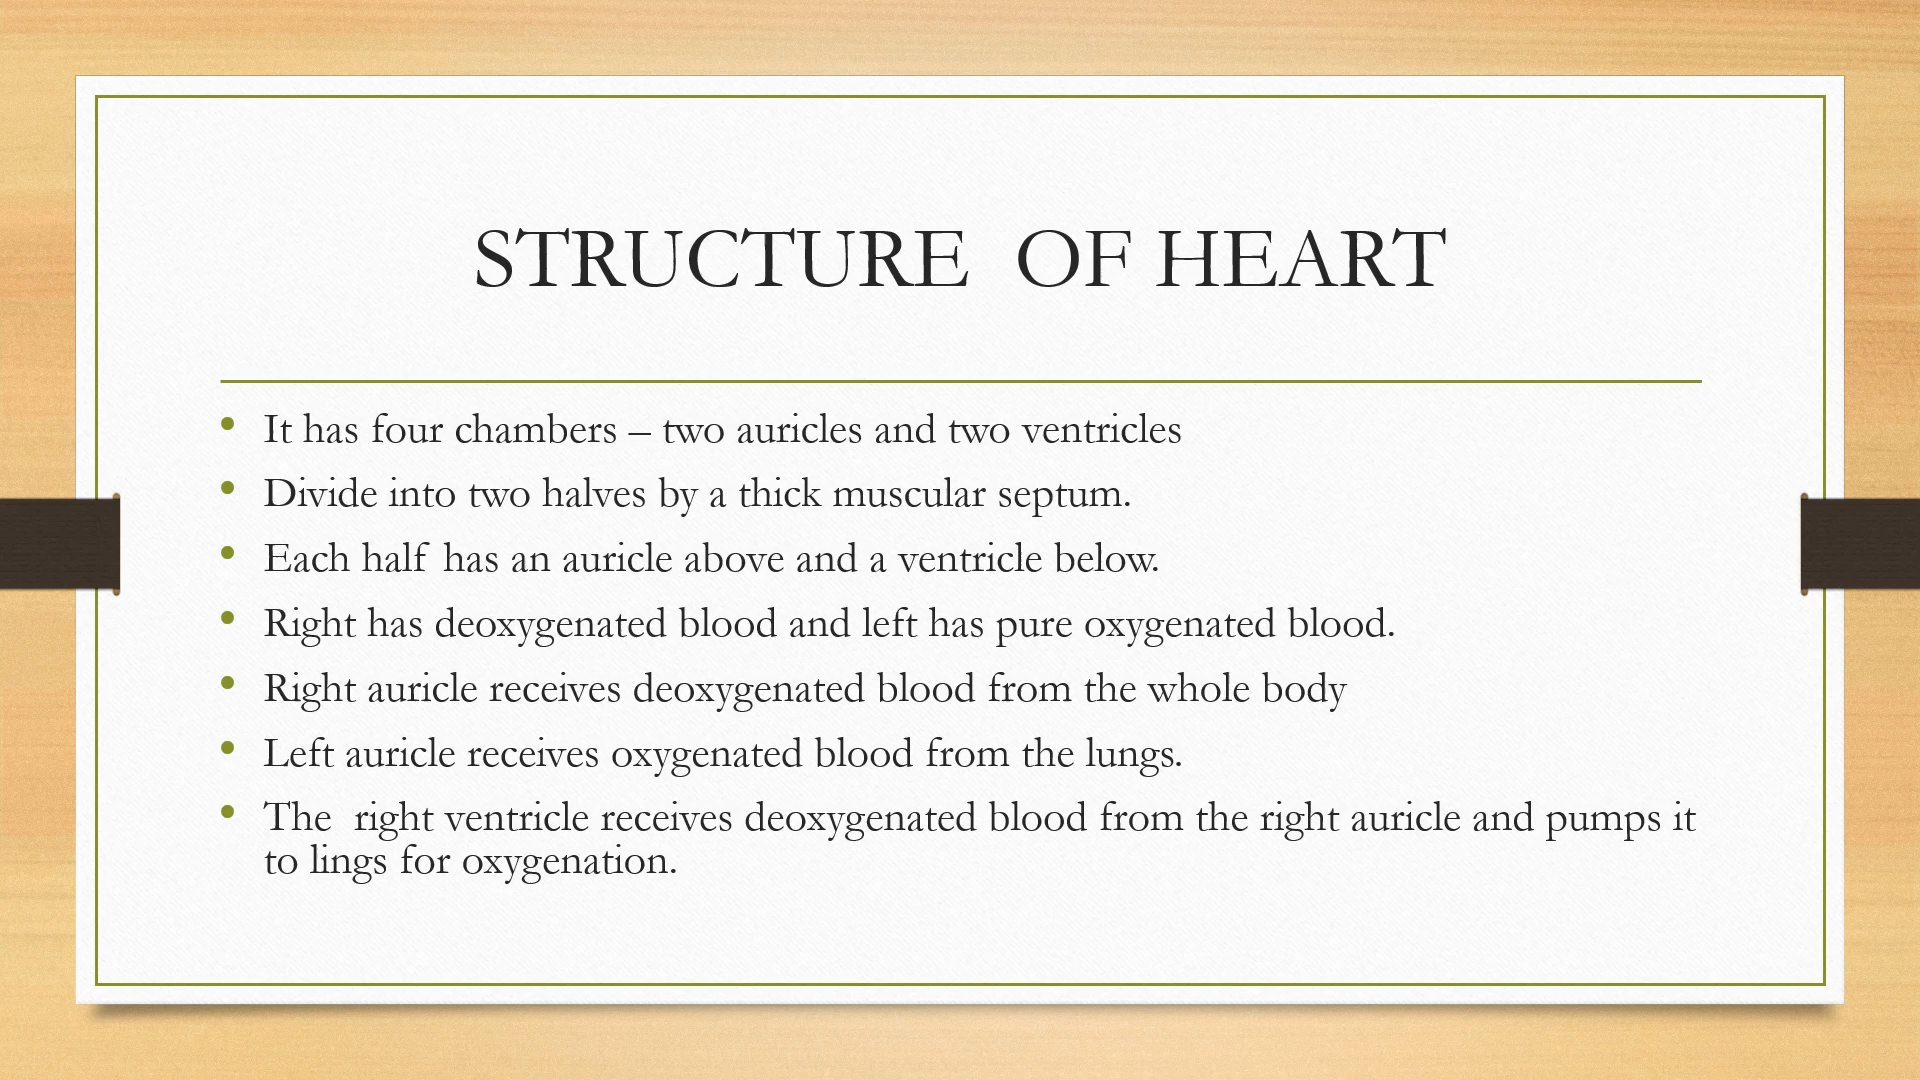 STRUCTURE  OF HEART
• It has four chambers – two auricles and two ventricles
• Divide into two halves by a thick muscular septum.
• Each half  has an auricle above and a ventricle below.
• Right has deoxygenated blood and left has pure oxygenated blood.
• Right auricle receives deoxygenated blood from the whole body
• Left auricle receives oxygenated blood from the lungs.
• The  right ventricle receives deoxygenated blood from the right auricle and pumps it
to lings for oxygenation.